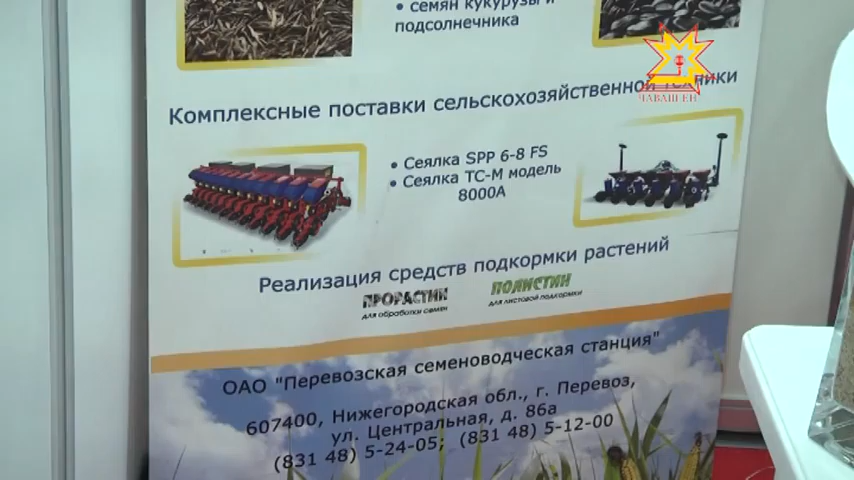 • семян кукурузы и
подсолнечника
ЧĂВАШ ЕН
Комплексные поставки сельскохозяйственной техники
• Сеялка SPP 6-8 FS
• Сеялка ТС-М модель
8000А
Реализация средств подкормки растений
ПРОРАСТИН
для обработки семян
ПОЛИСТИН
для листовой подкормки
ОАО "Перевозская семеноводческая станция"
607400, Нижегородская обл., г. Перевоз,
ул. Центральная, д. 86а
(831 48) 5-24-05; (831 48) 5-12-00